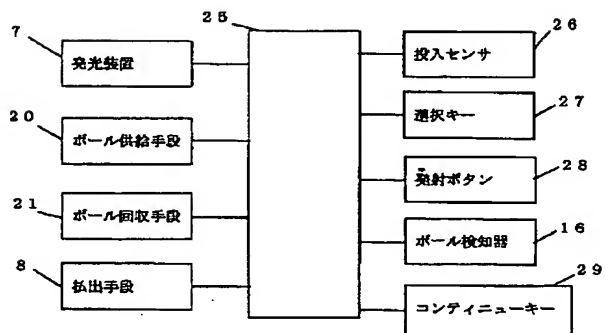 25
7
発光装置
20
ボール供給手段
21
ボール回収手段
8
払出手段
26
投入センサ
27
選択キー
28
発射ボタン
ボール検知器
16
29
コンティニューキー